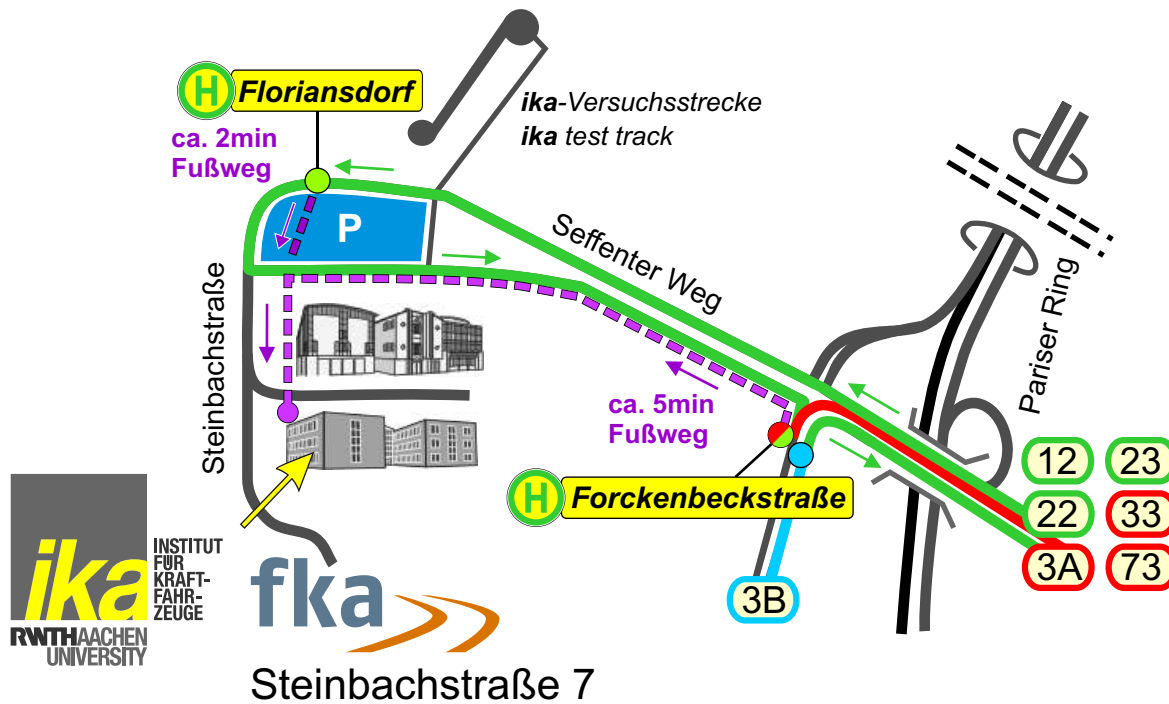 H Floriansdorf
ca. 2min
Fußweg
ika-Versuchsstrecke
ika test track
P
Seffenter Weg
Pariser Ring
Steinbachstraße
ca. 5min
Fußweg
H Forckenbeckstraße
12 23
22 33
3A 73
3B
ika
INSTITUT
FÜR
KRAFT-
FAHR-
ZEUGE
RWTHAACHEN
UNIVERSITY
fka
Steinbachstraße 7